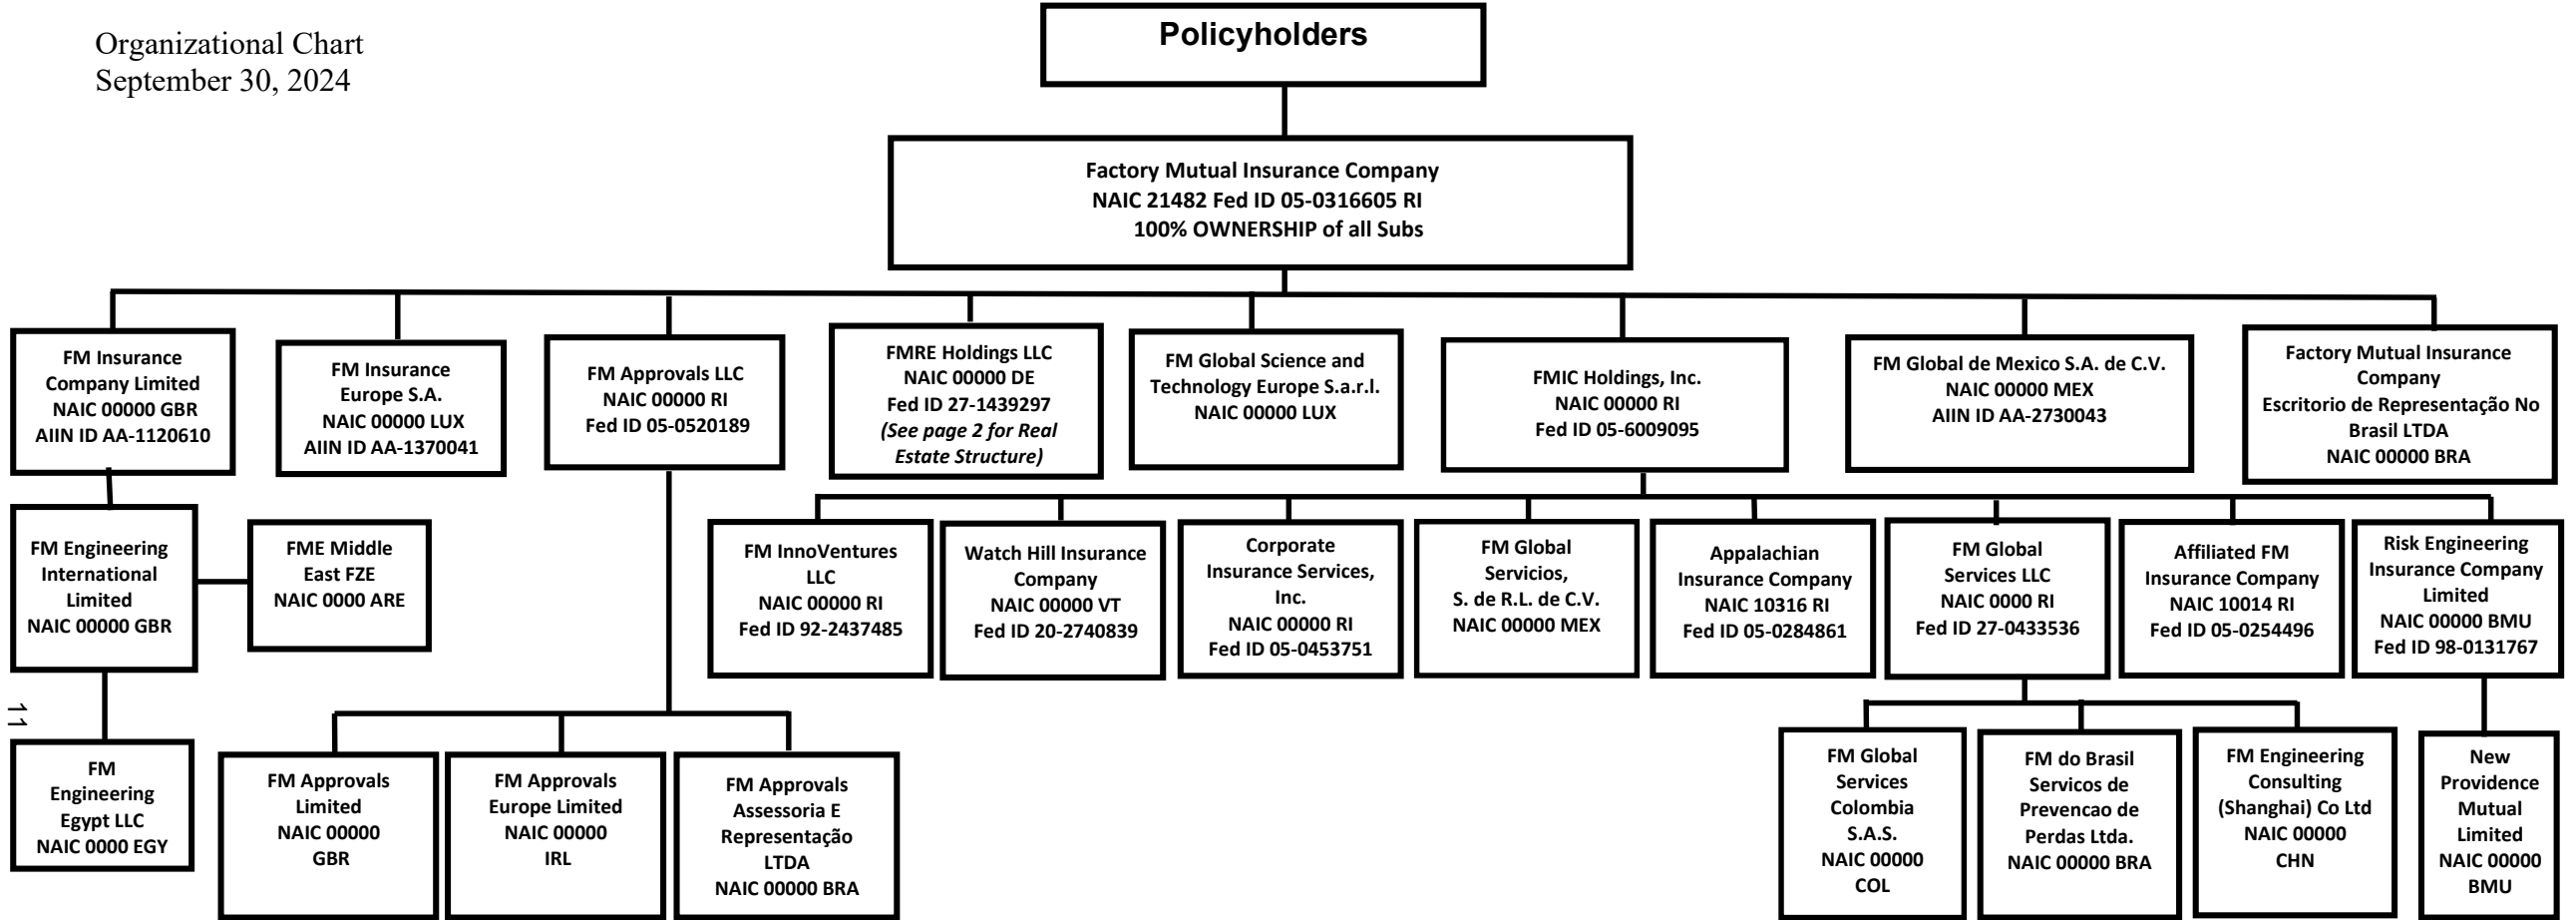 Organizational Chart
September 30, 2024
Policyholders
Factory Mutual Insurance Company
NAIC 21482 Fed ID 05-0316605 RI
100% OWNERSHIP of all Subs
FM Insurance
Company Limited
NAIC 00000 GBR
AIIN ID AA-1120610
FM Insurance
Europe S.A.
NAIC 00000 LUX
AIIN ID AA-1370041
FM Approvals LLC
NAIC 00000 RI
Fed ID 05-0520189
FMRE Holdings LLC
NAIC 00000 DE
Fed ID 27-1439297
(See page 2 for Real
Estate Structure)
FM Global Science and
Technology Europe S.a.r.l.
NAIC 00000 LUX
FMIC Holdings, Inc.
NAIC 00000 RI
Fed ID 05-6009095
FM Global de Mexico S.A. de C.V.
NAIC 00000 MEX
AIIN ID AA-2730043
Factory Mutual Insurance
Company
Escritorio de Representação No
Brasil LTDA
NAIC 00000 BRA
FM Engineering
International
Limited
NAIC 00000 GBR
FME Middle
East FZE
NAIC 0000 ARE
FM InnoVentures
LLC
NAIC 00000 RI
Fed ID 92-2437485
Watch Hill Insurance
Company
NAIC 00000 VT
Fed ID 20-2740839
Corporate
Insurance Services,
Inc.
NAIC 00000 RI
Fed ID 05-0453751
FM Global
Servicios,
S. de R.L. de C.V.
NAIC 00000 MEX
Appalachian
Insurance Company
NAIC 10316 RI
Fed ID 05-0284861
FM Global
Services LLC
NAIC 0000 RI
Fed ID 27-0433536
Affiliated FM
Insurance Company
NAIC 10014 RI
Fed ID 05-0254496
Risk Engineering
Insurance Company
Limited
NAIC 00000 BMU
Fed ID 98-0131767
11
FM
Engineering
Egypt LLC
NAIC 0000 EGY
FM Approvals
Limited
NAIC 00000
GBR
FM Approvals
Europe Limited
NAIC 00000
IRL
FM Approvals
Assessoria E
Representação
LTDA
NAIC 00000 BRA
FM Global
Services
Colombia
S.A.S.
NAIC 00000
COL
FM do Brasil
Servicos de
Prevencao de
Perdas Ltda.
NAIC 00000 BRA
FM Engineering
Consulting
(Shanghai) Co Ltd
NAIC 00000
CHN
New
Providence
Mutual
Limited
NAIC 00000
BMU